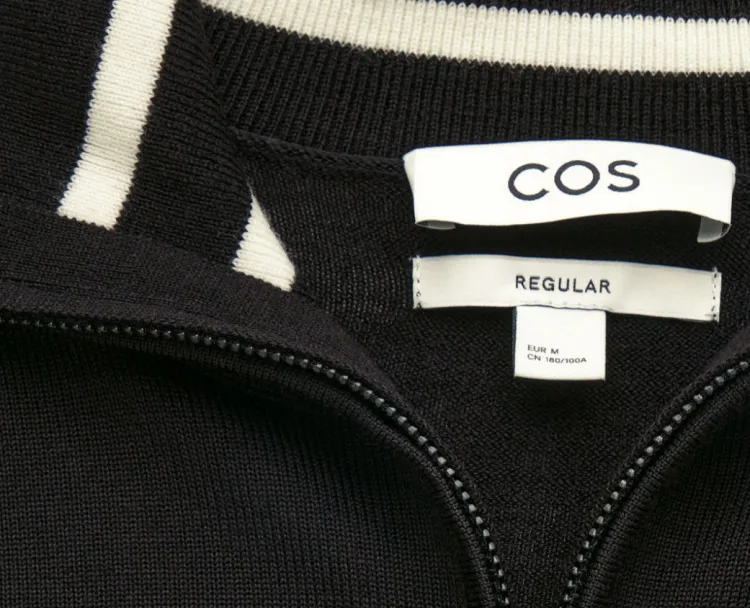 COS
REGULAR
EUR M
CN 180/100A